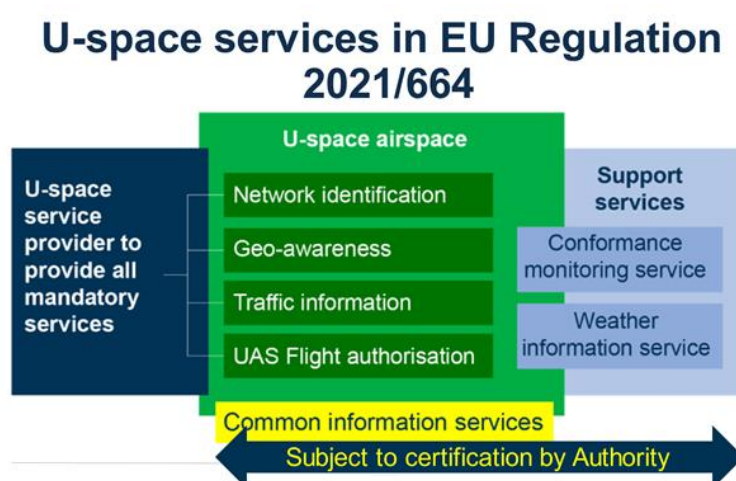 U-space services in EU Regulation
2021/664
U-space airspace
U-space
service
provider to
provide all
mandatory
services
Network identification
Geo-awareness
Traffic information
UAS Flight authorisation
Support
services
Conformance
monitoring service
Weather
information service
Common information services
Subject to certification by Authority